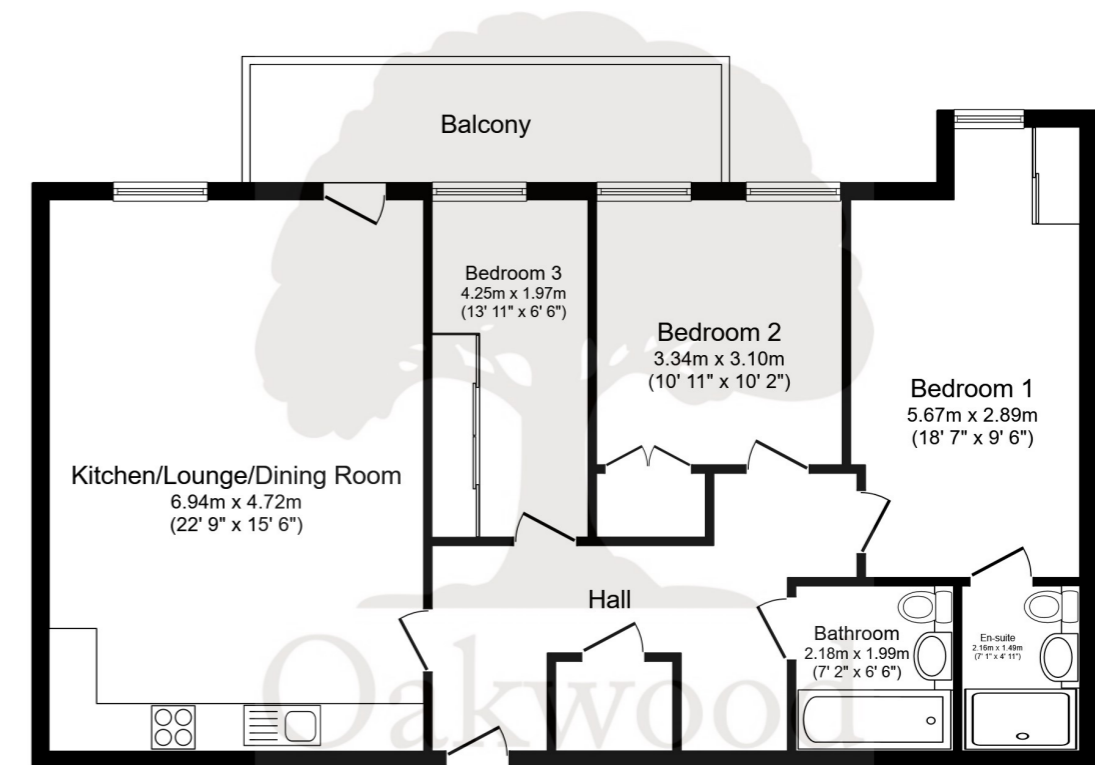 Balcony
Bedroom 3
4.25m x 1.97m
(13' 11" x 6' 6")
Bedroom 2
3.34m x 3.10m
(10' 11" x 10' 2")
Bedroom 1
5.67m x 2.89m
(18' 7" x 9' 6")
Kitchen/Lounge/Dining Room
6.94m x 4.72m
(22' 9" x 15' 6")
Hall
Bathroom
2.18m x 1.99m
(7' 2" x 6' 6")
En-suite
2.16m x 1.49m
(7' 1" x 4' 11")
Oakwood